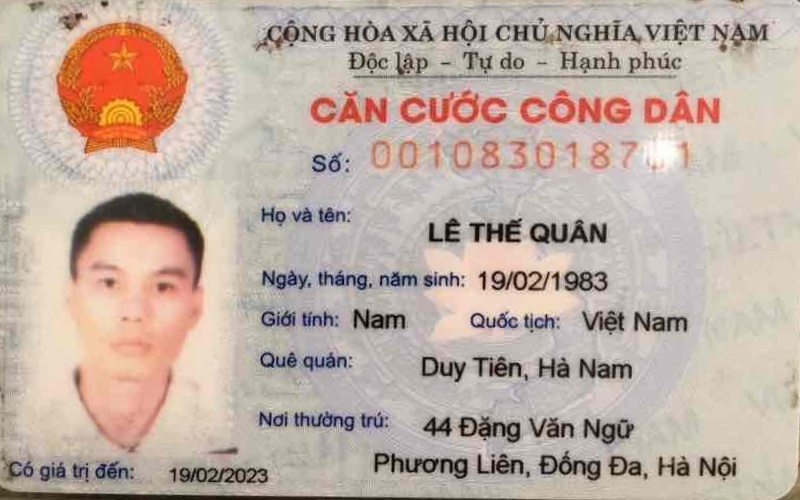 CỘNG HÒA XÃ HỘI CHỦ NGHĨA VIỆT NAM
Độc lập - Tự do - Hạnh phúc
CĂN CƯỚC CÔNG DÂN
Số:
Họ và tên: LÊ THẾ QUÂN
Ngày, tháng, năm sinh: 19/02/1983
Giới tính: Nam Quốc tịch: Việt Nam
Quê quán: Duy Tiên, Hà Nam
Nơi thường trú: 44 Đặng Văn Ngữ
Phương Liên, Đống Đa, Hà Nội
Có giá trị đến: 19/02/2023